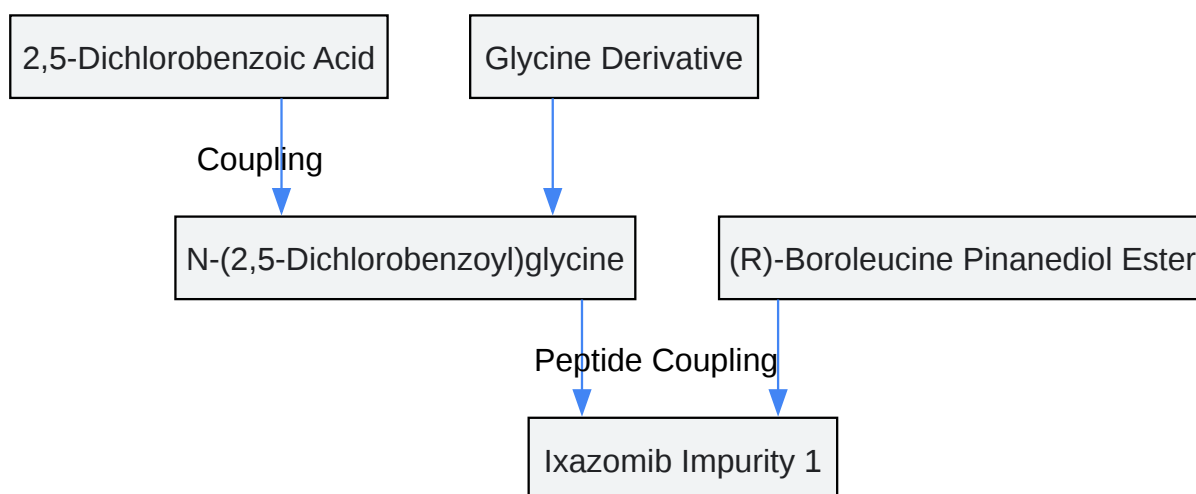 2,5-Dichlorobenzoic Acid
Glycine Derivative
Coupling
N-(2,5-Dichlorobenzoyl)glycine
(R)-Boroleucine Pinanediol Ester
Peptide Coupling
Ixazomib Impurity 1